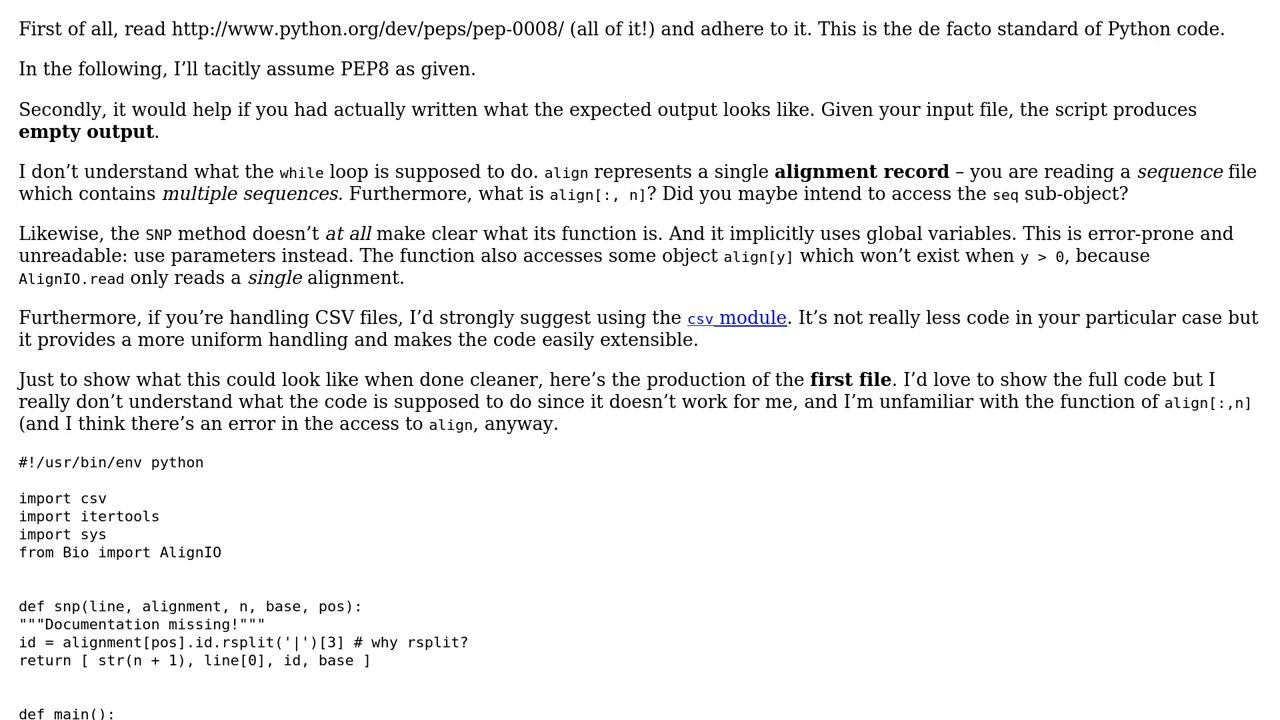 First of all, read http://www.python.org/dev/peps/pep-0008/ (all of it!) and adhere to it. This is the de facto standard of Python code.
In the following, I’ll tacitly assume PEP8 as given.
Secondly, it would help if you had actually written what the expected output looks like. Given your input file, the script produces
empty output.
I don’t understand what the while loop is supposed to do. align represents a single alignment record – you are reading a sequence file
which contains multiple sequences. Furthermore, what is align[:, n]? Did you maybe intend to access the seq sub-object?
Likewise, the SNP method doesn’t at all make clear what its function is. And it implicitly uses global variables. This is error-prone and
unreadable: use parameters instead. The function also accesses some object align[y] which won’t exist when y > 0, because
AlignIO.read only reads a single alignment.
Furthermore, if you’re handling CSV files, I’d strongly suggest using the csv module. It’s not really less code in your particular case but
it provides a more uniform handling and makes the code easily extensible.
Just to show what this could look like when done cleaner, here’s the production of the first file. I’d love to show the full code but I
really don’t understand what the code is supposed to do since it doesn’t work for me, and I’m unfamiliar with the function of align[:,n]
(and I think there’s an error in the access to align, anyway.
#!/usr/bin/env python
import csv
import itertools
import sys
from Bio import AlignIO
def snp(line, alignment, n, base, pos):
"""Documentation missing!"""
id = alignment[pos].id.rsplit('|')[3] # why rsplit?
return [ str(n + 1), line[0], id, base ]
def main():